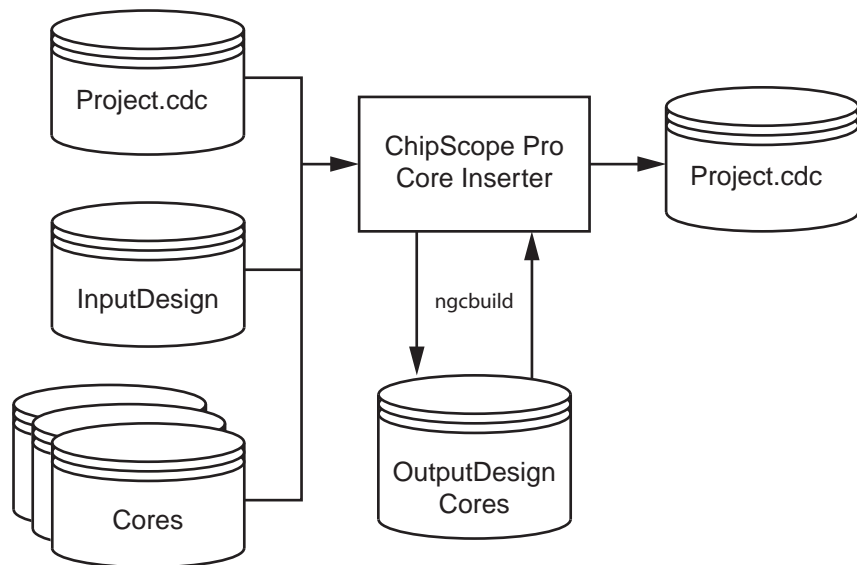 Project.cdc
ChipScope Pro
Core Inserter
Project.cdc
InputDesign
ngcbuild
OutputDesign
Cores
Cores